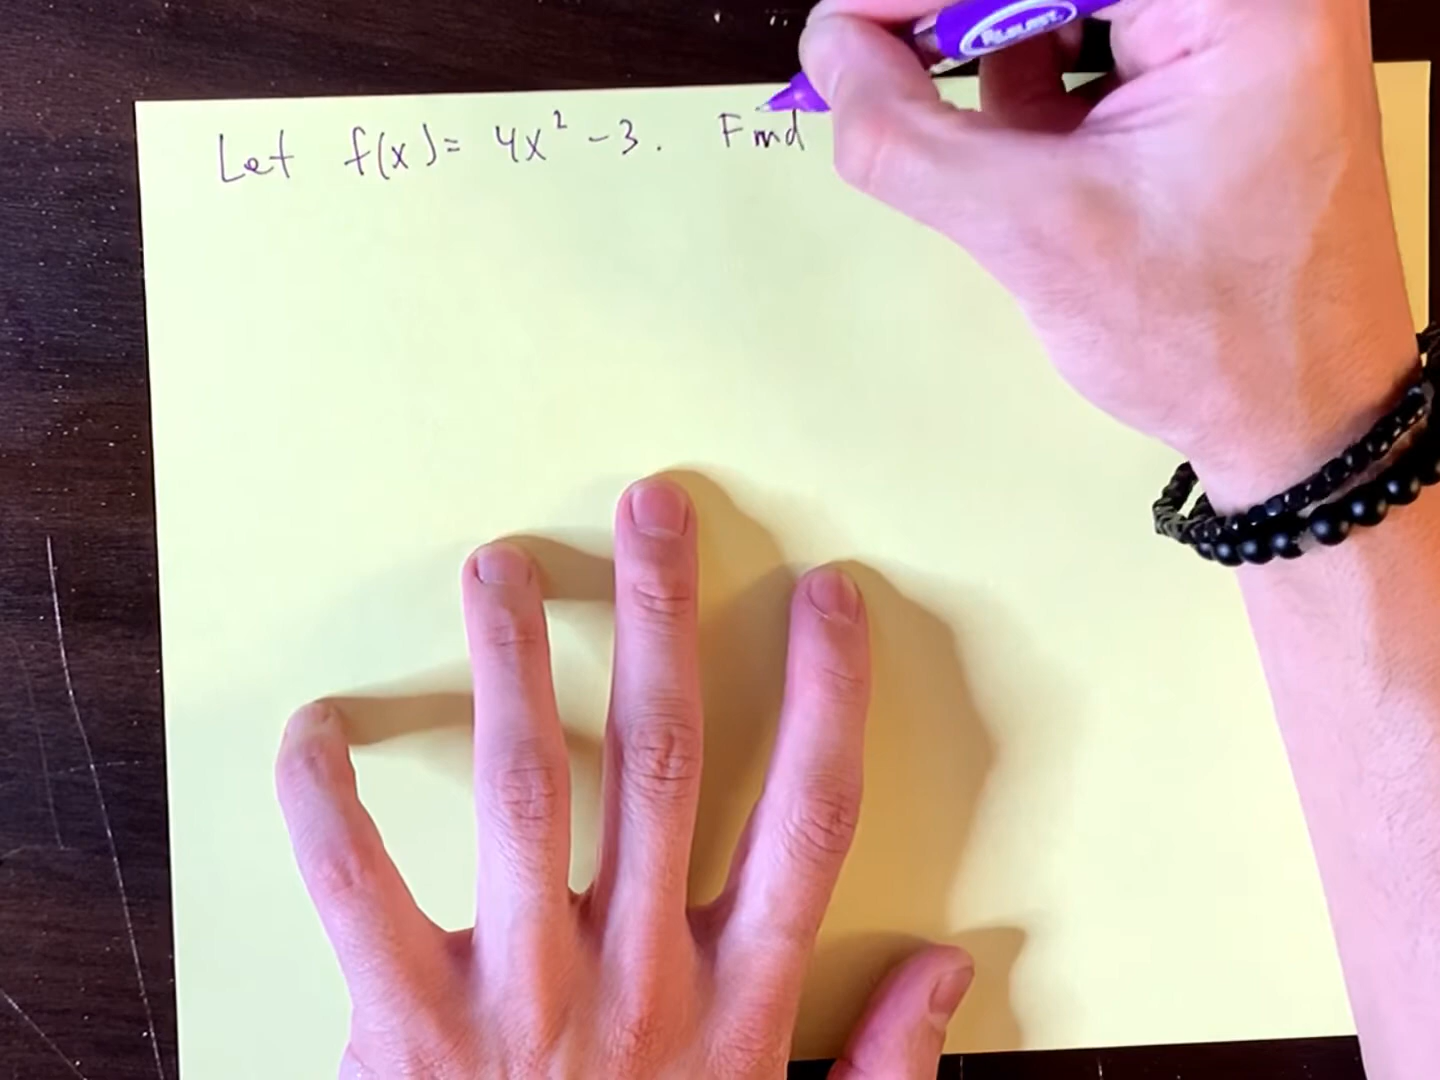 Let f(x) = 4x² - 3. Find